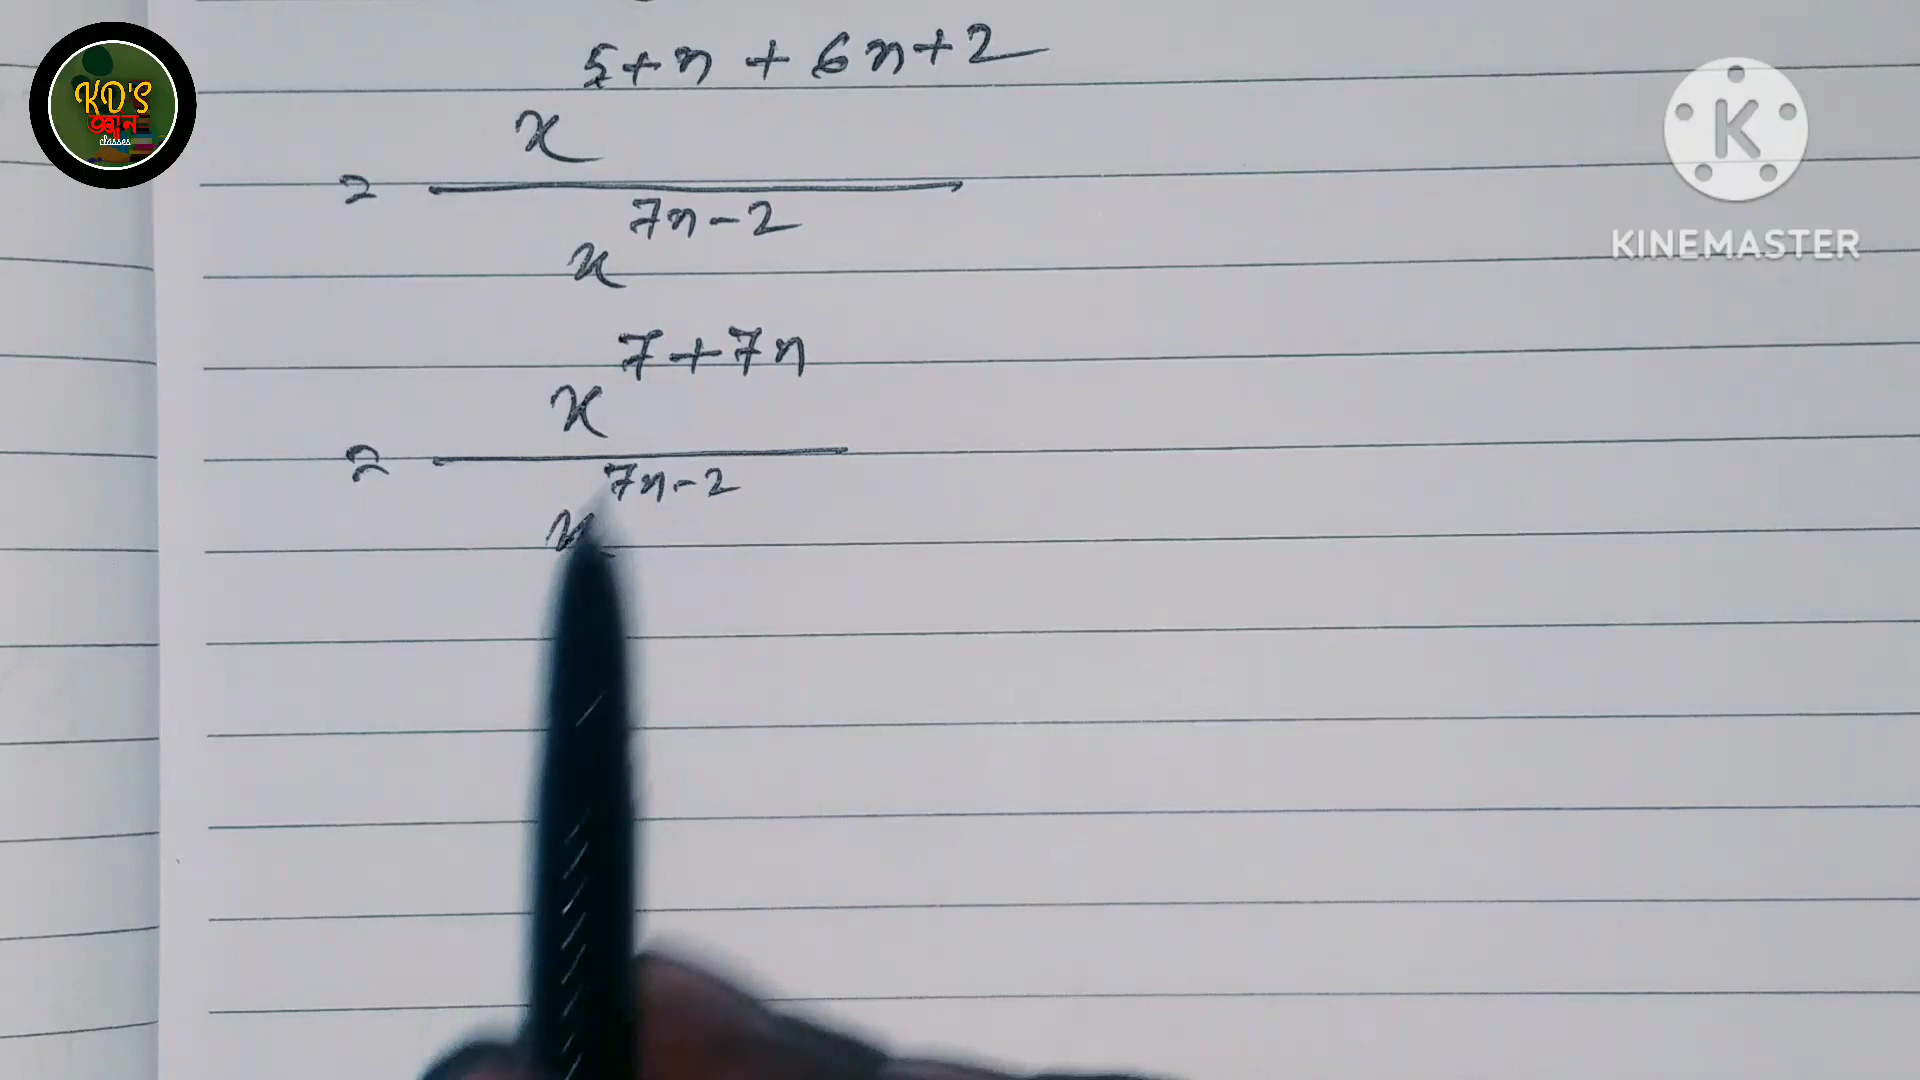 KD'S
জ্ঞান
classes
KINEMASTER
5+n + 6n+2
x
=
7n-2
x
7+7n
x
=
7n-2
x